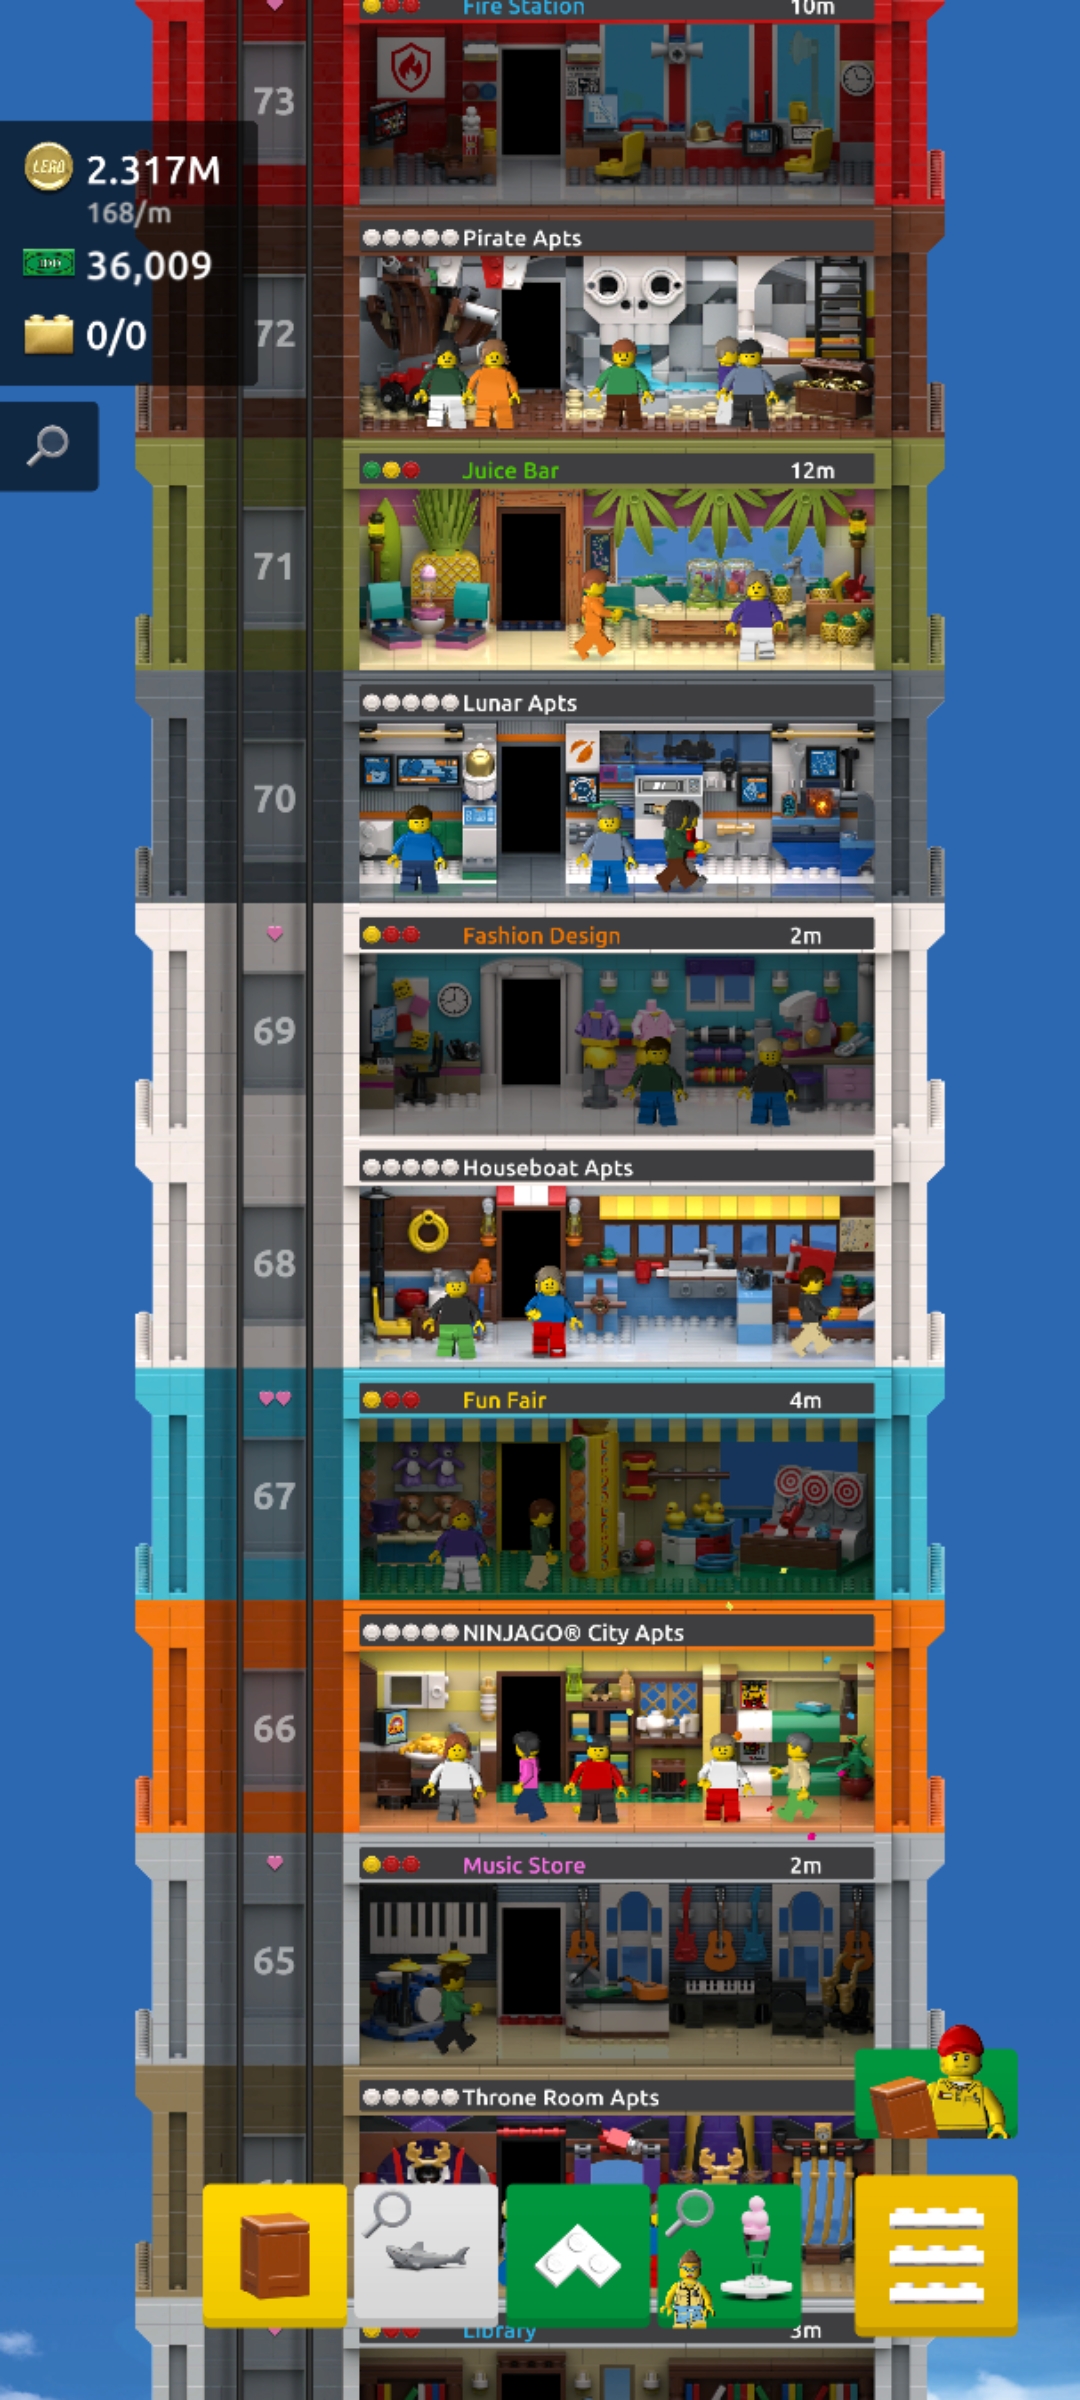 Fire Station 10m
73
LEGO 2.317M
168/m
36,009
0/0
Pirate Apts
72
Juice Bar 12m
71
Lunar Apts
70
Fashion Design 2m
69
Houseboat Apts
68
Fun Fair 4m
67
NINJAGO® City Apts
66
Music Store 2m
65
Throne Room Apts
Library 3m